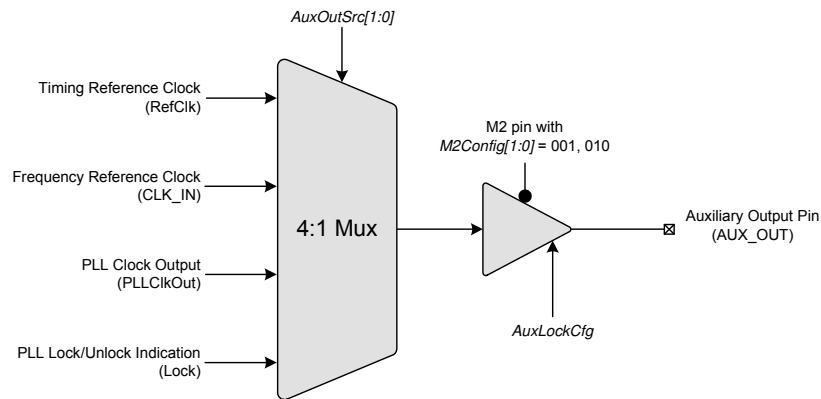 AuxOutSrc[1:0]
Timing Reference Clock
(RefClk)
Frequency Reference Clock
(CLK_IN)
PLL Clock Output
(PLLClkOut)
PLL Lock/Unlock Indication
(Lock)
4:1 Mux
M2 pin with
M2Config[1:0] = 001, 010
Auxiliary Output Pin
(AUX_OUT)
AuxLockCfg